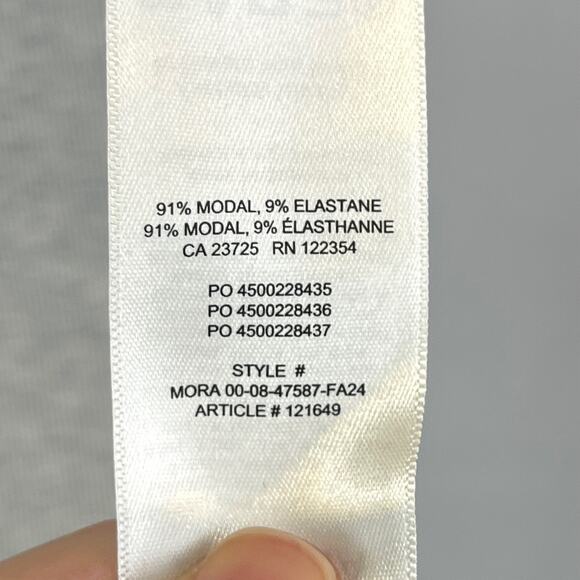 91% MODAL, 9% ELASTANE
91% MODAL, 9% ÉLASTHANNE
CA 23725 RN 122354
PO 4500228435
PO 4500228436
PO 4500228437
STYLE #
MORA 00-08-47587-FA24
ARTICLE # 121649